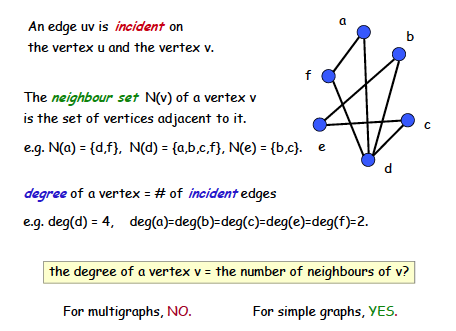 An edge uv is incident on
the vertex u and the vertex v.
The neighbour set N(v) of a vertex v
is the set of vertices adjacent to it.
e.g. N(a) = {d,f}, N(d) = {a,b,c,f}, N(e) = {b,c}.
degree of a vertex = # of incident edges
e.g. deg(d) = 4, deg(a)=deg(b)=deg(c)=deg(e)=deg(f)=2.
the degree of a vertex v = the number of neighbours of v?
For multigraphs, NO.
For simple graphs, YES.
a
b
f
c
e
d